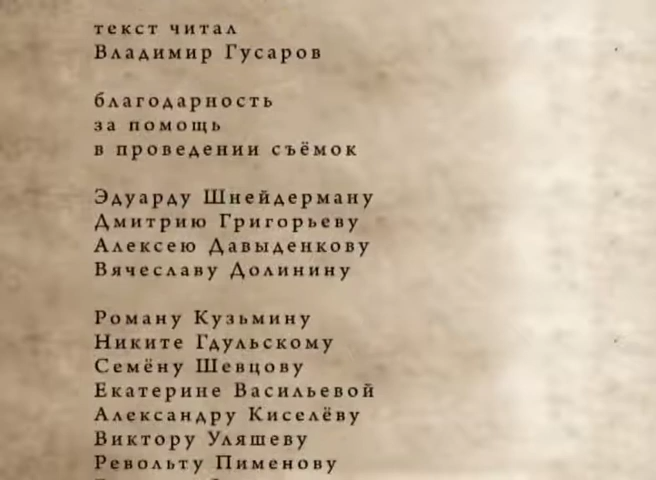 текст читал
Владимир Гусаров
благодарность
за помощь
в проведении съёмок
Эдуарду Шнейдерману
Дмитрию Григорьеву
Алексею Давыденкову
Вячеславу Долинину
Роману Кузьмину
Никите Гдульскому
Семёну Шевцову
Екатерине Васильевой
Александру Киселёву
Виктору Уляшеву
Револьту Пименову